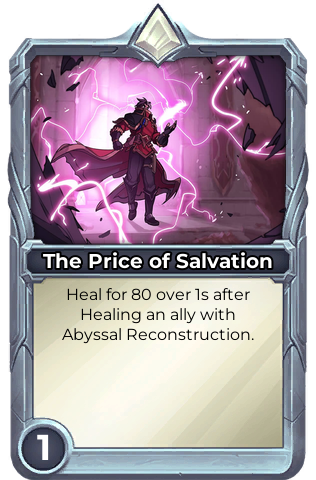 The Price of Salvation
Heal for 80 over 1s after
Healing an ally with
Abyssal Reconstruction.
1